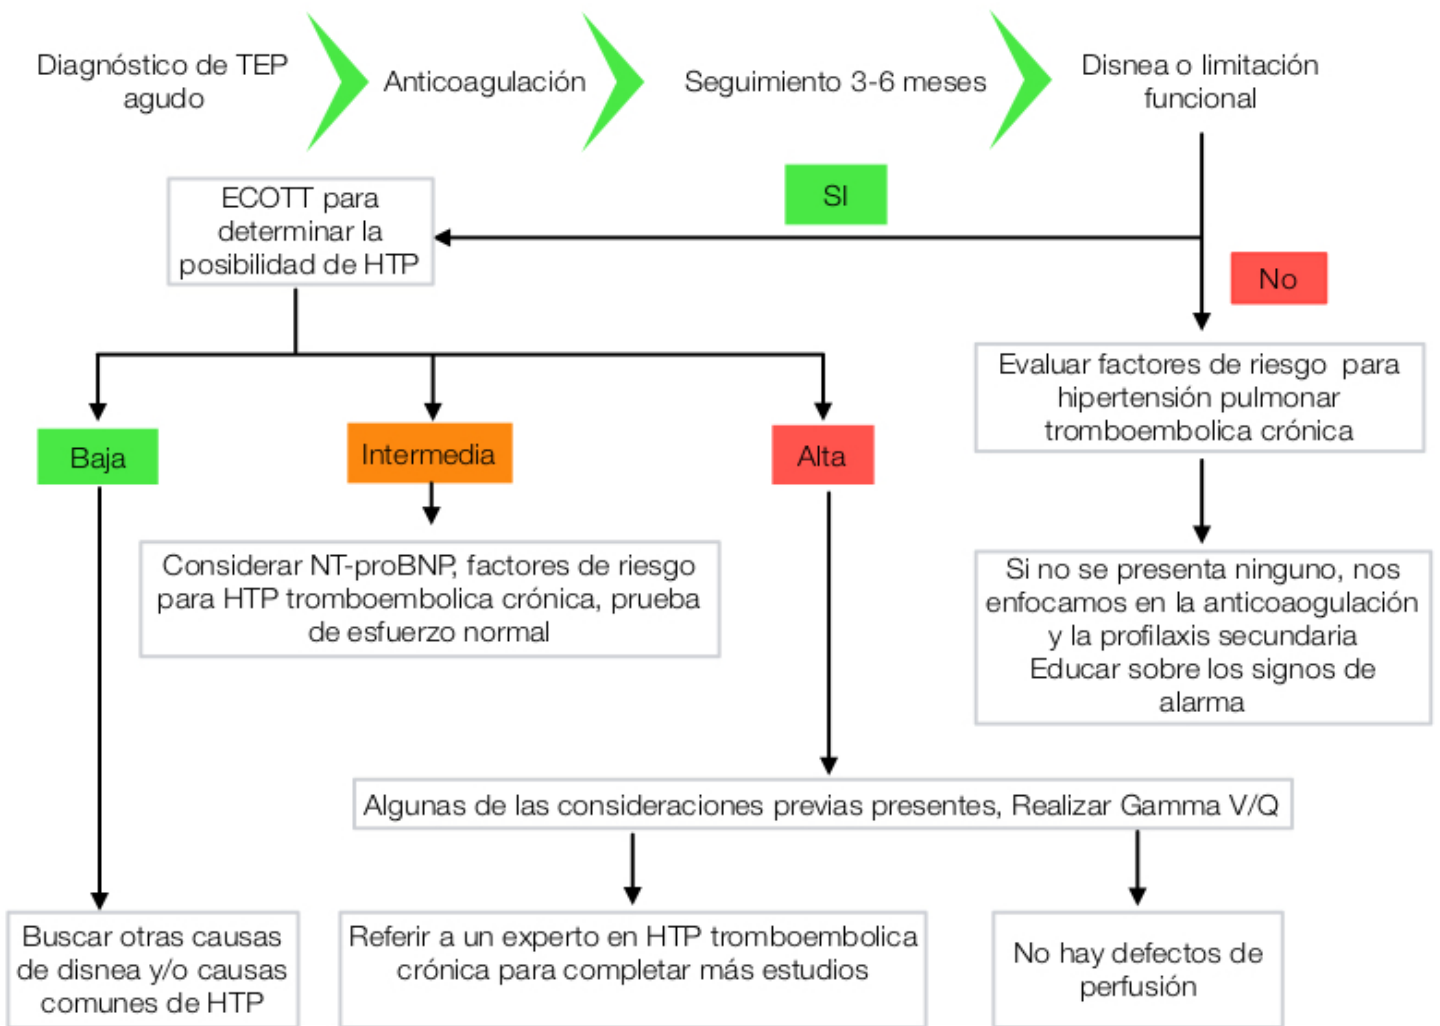 Diagnóstico de TEP
agudo
Anticoagulación
Seguimiento 3-6 meses
Disnea o limitación
funcional
SI
ECOTT para
determinar la
posibilidad de HTP
No
Evaluar factores de riesgo para
hipertensión pulmonar
tromboembolica crónica
Baja
Intermedia
Alta
Considerar NT-proBNP, factores de riesgo
para HTP tromboembolica crónica, prueba
de esfuerzo normal
Si no se presenta ninguno, nos
enfocamos en la anticoaogulación
y la profilaxis secundaria
Educar sobre los signos de
alarma
Algunas de las consideraciones previas presentes, Realizar Gamma V/Q
Buscar otras causas
de disnea y/o causas
comunes de HTP
Referir a un experto en HTP tromboembolica
crónica para completar más estudios
No hay defectos de
perfusión